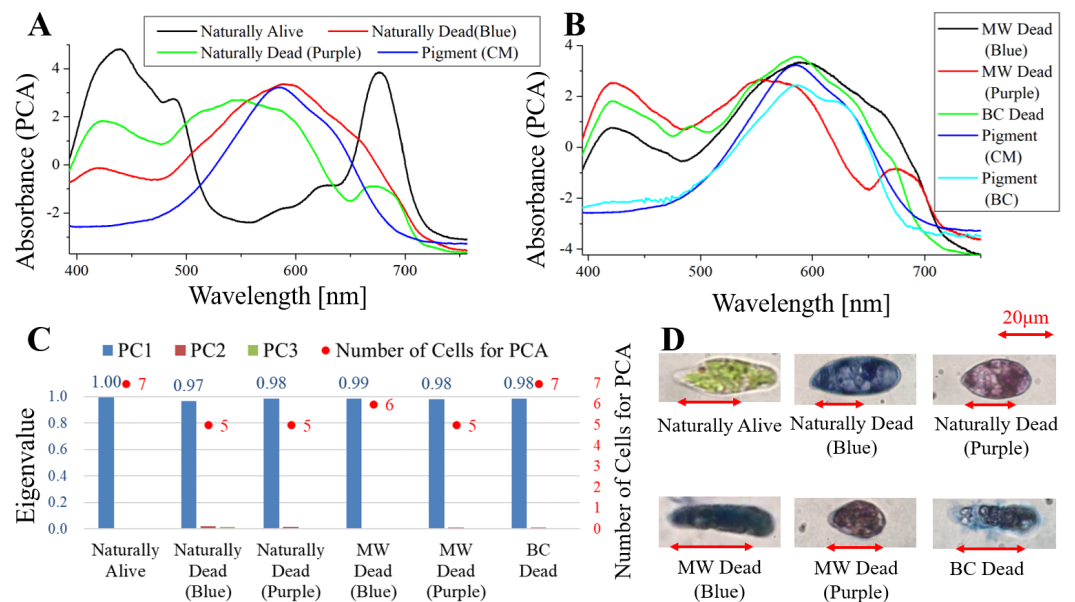 A
Naturally Alive
Naturally Dead(Blue)
Naturally Dead (Purple)
Pigment (CM)
Absorbance (PCA)
4
2
0
-2
400
500
600
700
Wavelength [nm]
B
MW Dead
(Blue)
MW Dead
(Purple)
BC Dead
Pigment
(CM)
Pigment
(BC)
Absorbance (PCA)
4
2
0
-2
-4
400
500
600
700
Wavelength [nm]
C
PC1
PC2
PC3
Number of Cells for PCA
1.00
7
0.97
5
0.98
5
0.99
6
0.98
5
0.98
7
Eigenvalue
1.0
0.8
0.6
0.4
0.2
0.0
Number of Cells for PCA
7
6
5
4
3
2
1
0
Naturally
Alive
Naturally
Dead
(Blue)
Naturally
Dead
(Purple)
MW
Dead
(Blue)
MW
Dead
(Purple)
BC
Dead
D
20μm
Naturally Alive
Naturally Dead
(Blue)
Naturally Dead
(Purple)
MW Dead
(Blue)
MW Dead
(Purple)
BC Dead